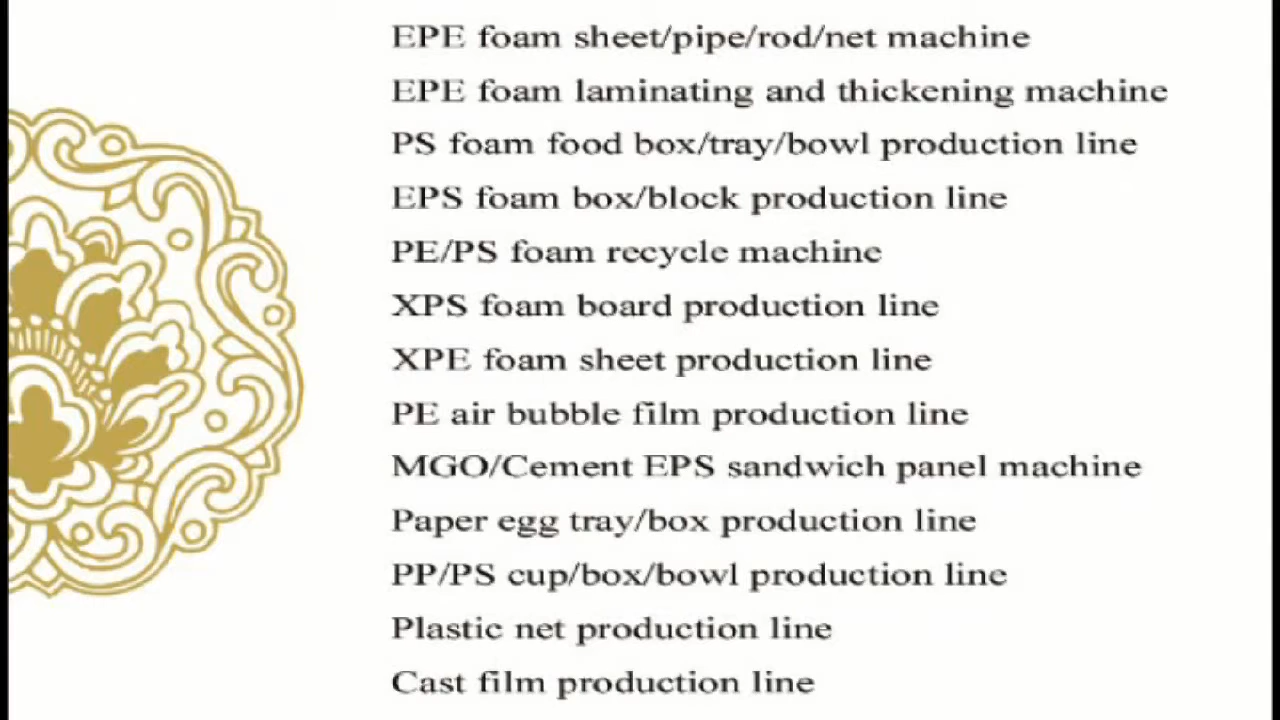 EPE foam sheet/pipe/rod/net machine
EPE foam laminating and thickening machine
PS foam food box/tray/bowl production line
EPS foam box/block production line
PE/PS foam recycle machine
XPS foam board production line
XPE foam sheet production line
PE air bubble film production line
MGO/Cement EPS sandwich panel machine
Paper egg tray/box production line
PP/PS cup/box/bowl production line
Plastic net production line
Cast film production line